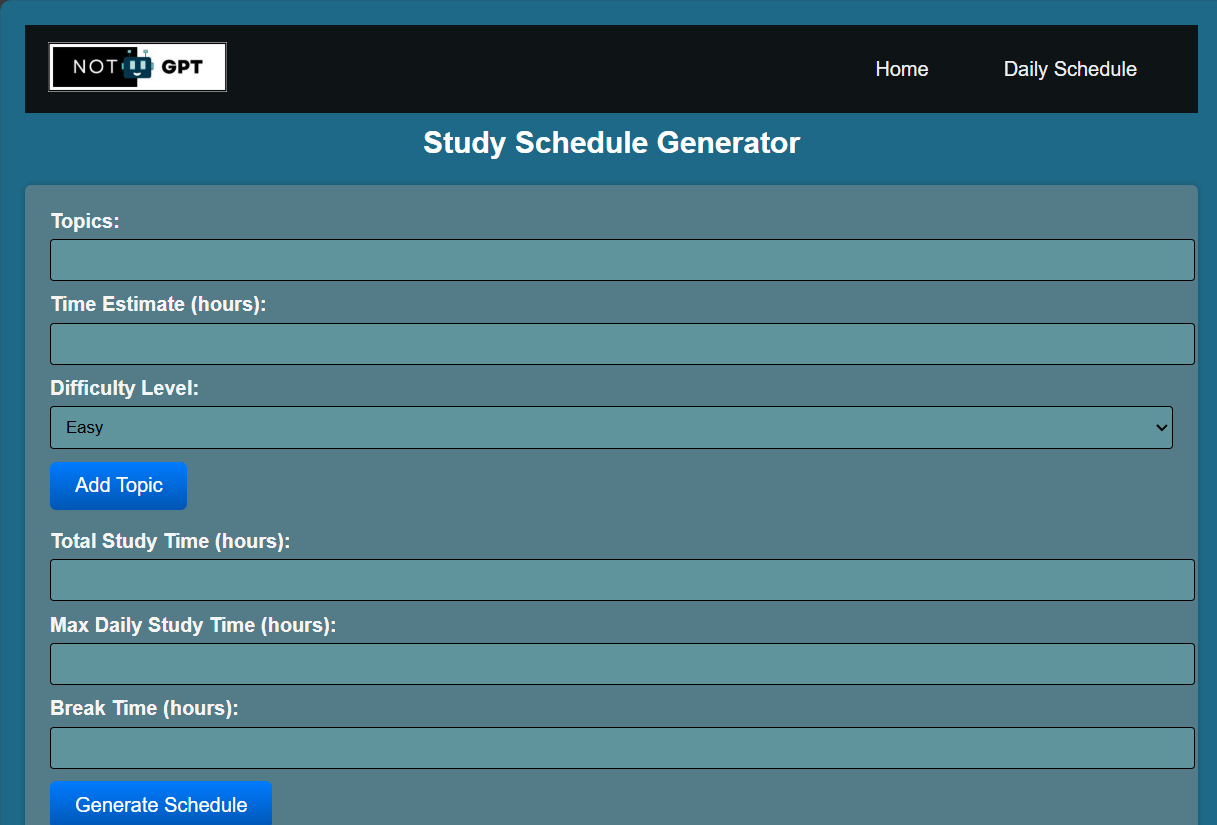 NOT GPT
Home Daily Schedule
Study Schedule Generator
Topics:
Time Estimate (hours):
Difficulty Level:
Easy
Add Topic
Total Study Time (hours):
Max Daily Study Time (hours):
Break Time (hours):
Generate Schedule